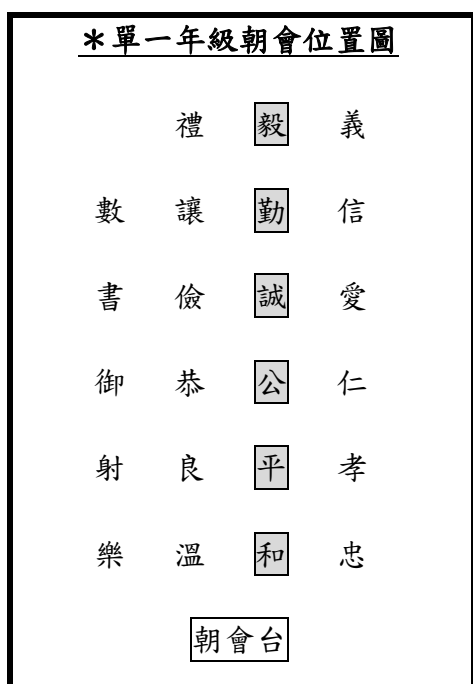 ＊單一年級朝會位置圖
禮 毅 義
數 讓 勤 信
書 儉 誠 愛
御 恭 公 仁
射 良 平 孝
樂 溫 和 忠
朝會台